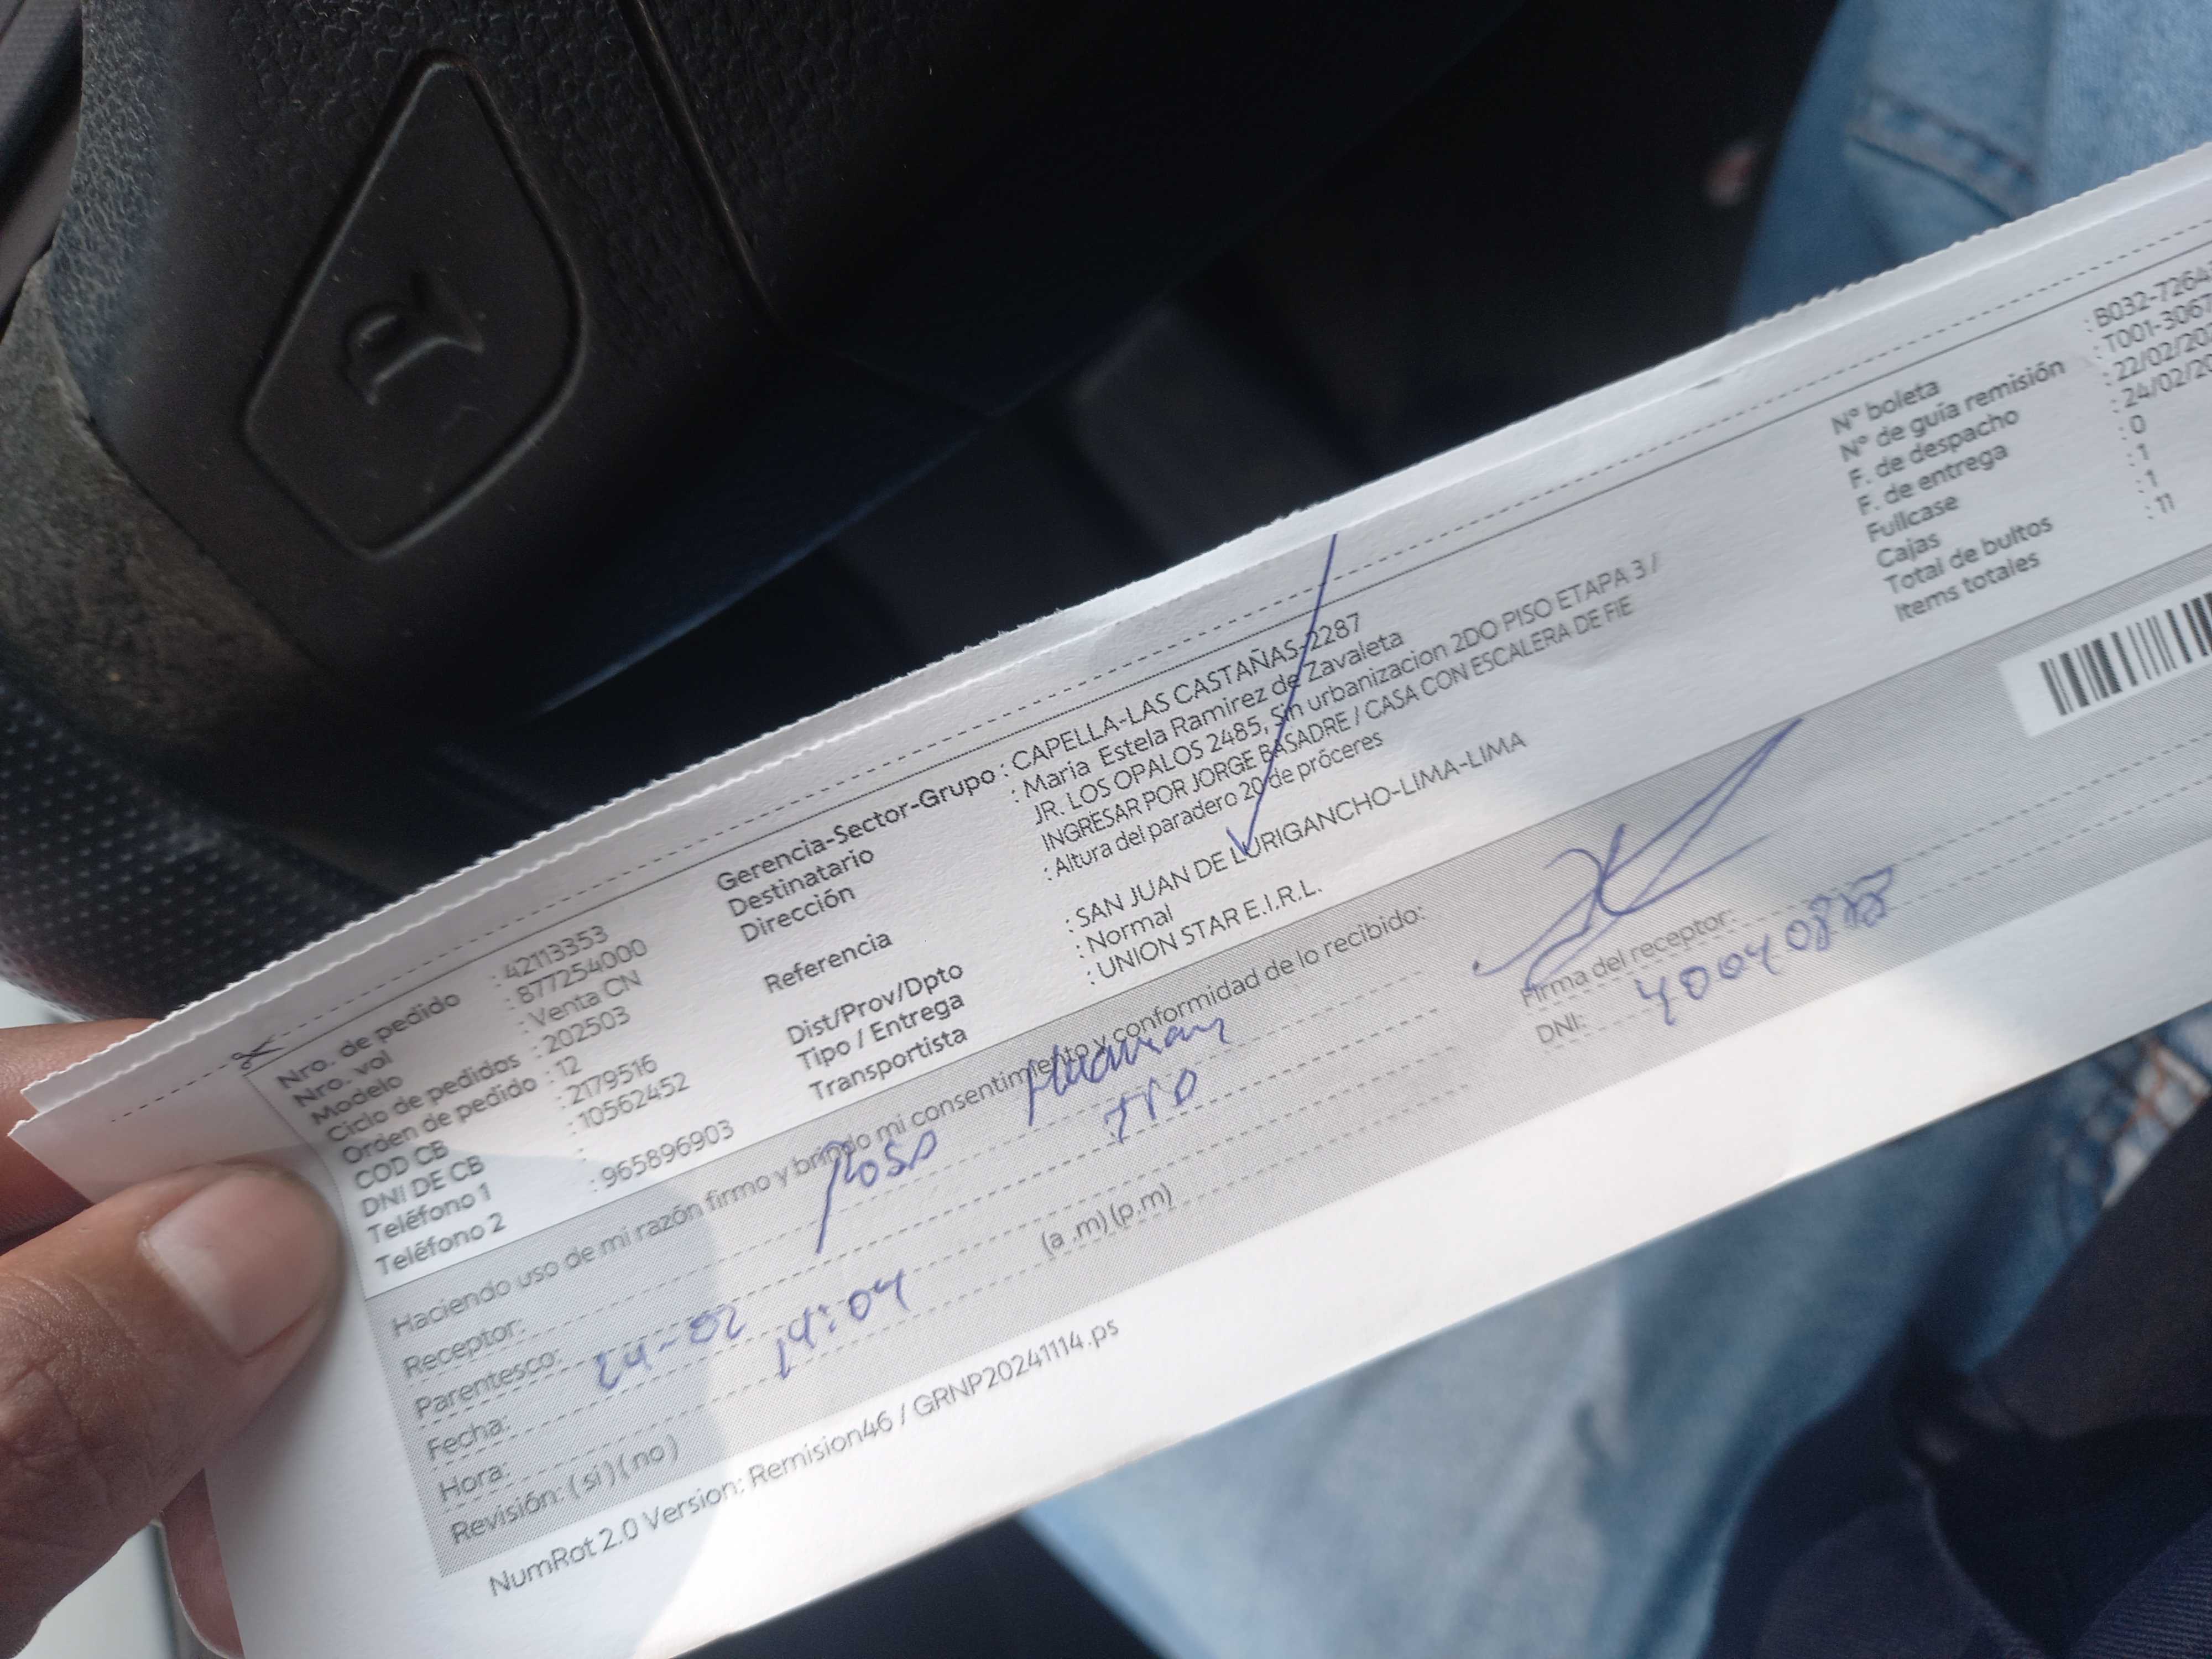 Nro. de pedido : 42113353
Nro. vol : 877254000
Modelo : Venta CN
Ciclo de pedidos : 202503
Orden de pedido : 12
COD CB : 2179516
DNI DE CB : 10562452
Teléfono 1 :
Teléfono 2 : 965896903
Gerencia-Sector-Grupo : CAPELLA-LAS CASTAÑAS-2287
Destinatario : Maria Estela Ramirez de Zavaleta
Dirección JR. LOS OPALOS 2485, Sin urbanizacion 2DO PISO ETAPA 3 /
INGRESAR POR JORGE BASADRE / CASA CON ESCALERA DE FIE
Referencia : Altura del paradero 20 de próceres
Dist/Prov/Dpto : SAN JUAN DE LURIGANCHO-LIMA-LIMA
Tipo / Entrega : Normal
Transportista : UNION STAR E.I.R.L.
N° boleta : B032-7264
N° de guía remisión : T001-306
F. de despacho : 22/02/20
F. de entrega : 24/02/20
Fullcase : 0
Cajas : 1
Total de bultos : 1
Items totales : 11
Haciendo uso de mi razón firmo y brindo mi consentimiento y conformidad de lo recibido:
Receptor: Rosa Huaman
Parentesco:
Fecha: 24-02
Hora: 14:04 (a .m) (p.m)
Revisión: ( si ) ( no )
Firma del receptor:
DNI:
NumRot 2.0 Version: Remision46 / GRNP20241114.ps